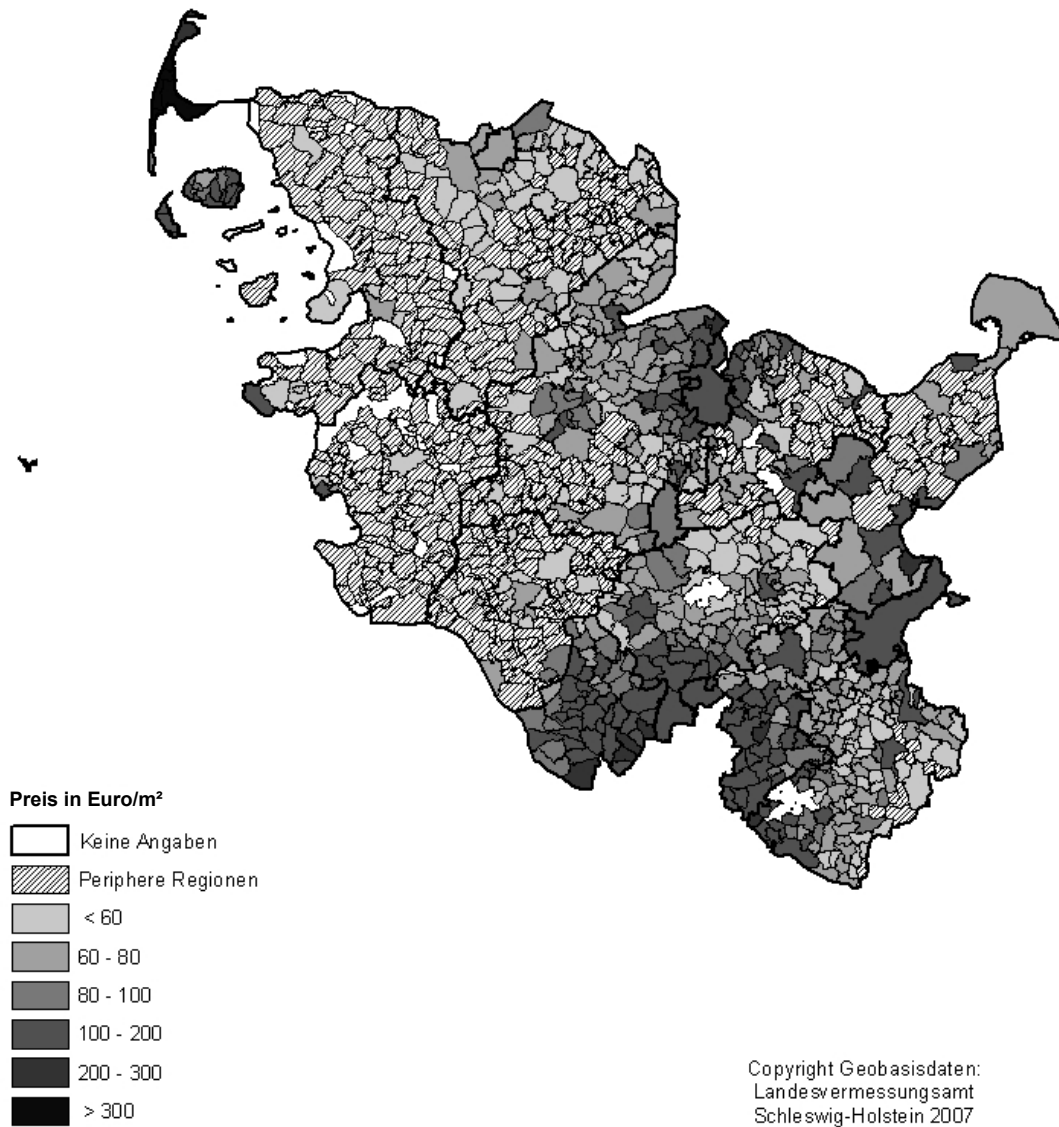 Preis in Euro/m²
Keine Angaben
Periphere Regionen
< 60
60 - 80
80 - 100
100 - 200
200 - 300
> 300
Copyright Geobasisdaten:
Landesvermessungsamt
Schleswig-Holstein 2007